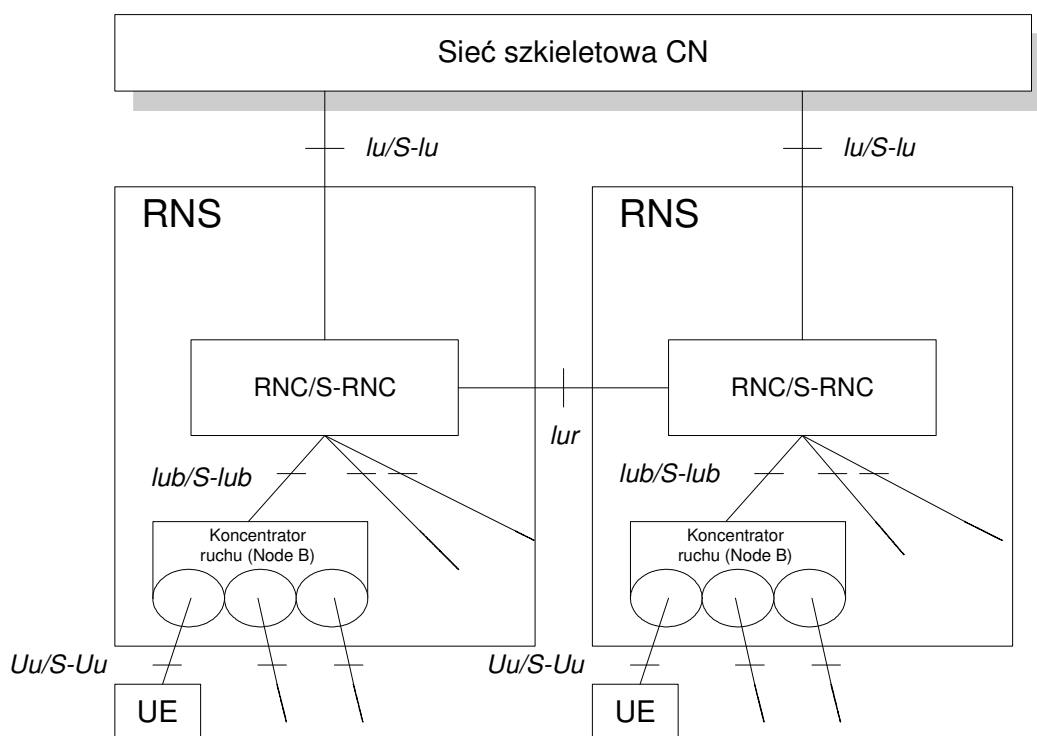 Sieć szkieletowa CN
Iu/S-Iu
Iu/S-Iu
RNS
RNS
RNC/S-RNC
RNC/S-RNC
Iur
Iub/S-Iub
Iub/S-Iub
Koncentrator
ruchu (Node B)
Koncentrator
ruchu (Node B)
Uu/S-Uu
Uu/S-Uu
UE
UE